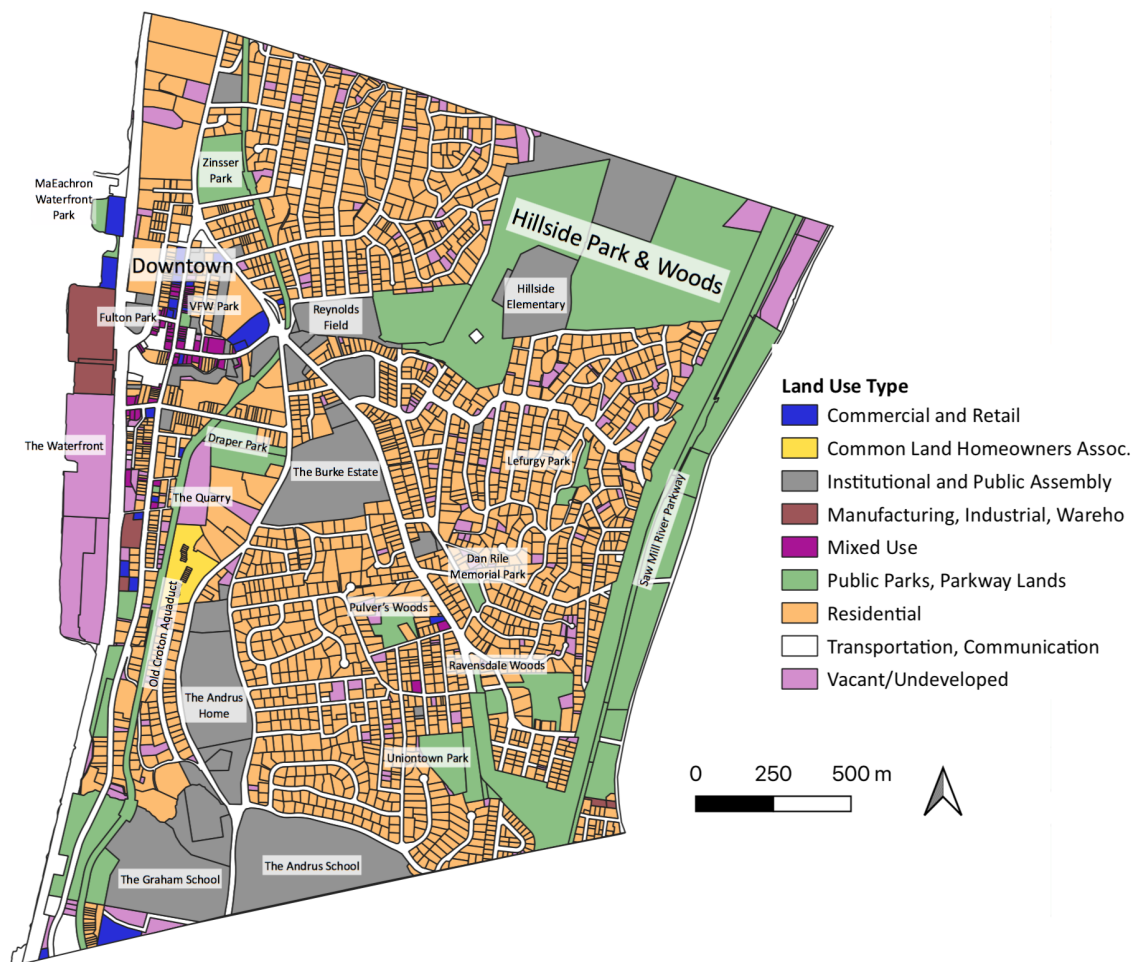 Zinsser
Park
MaEachron
Waterfront
Park
Hillside Park & Woods
Downtown
Hillside
Elementary
VFW Park
Fulton Park
Reynolds
Field
Land Use Type
Commercial and Retail
Common Land Homeowners Assoc.
Institutional and Public Assembly
Manufacturing, Industrial, Wareho
Mixed Use
Public Parks, Parkway Lands
Residential
Transportation, Communication
Vacant/Undeveloped
The Waterfront
Draper Park
The Burke Estate
Lefurgy Park
The Quarry
Saw Mill River Parkway
Dan Rile
Memorial Park
Old Croton Aquaduct
Pulver's Woods
Ravensdale Woods
The Andrus
Home
Uniontown Park
0 250 500 m
The Andrus School
The Graham School